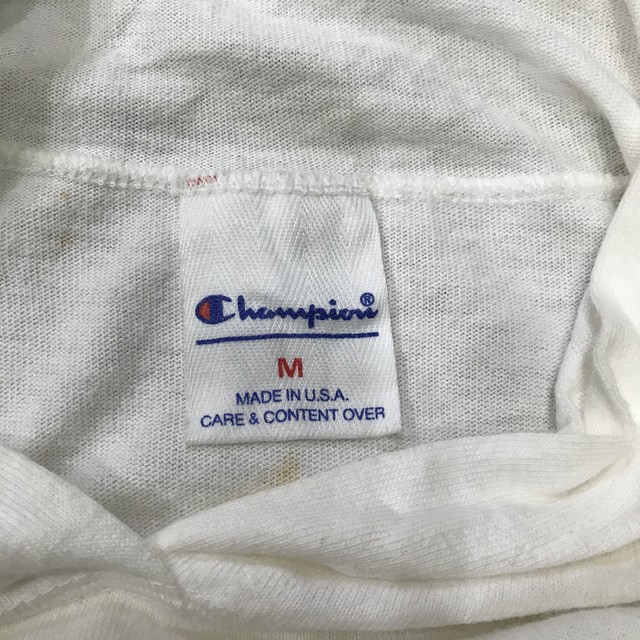 Champion®
M
MADE IN U.S.A.
CARE & CONTENT OVER